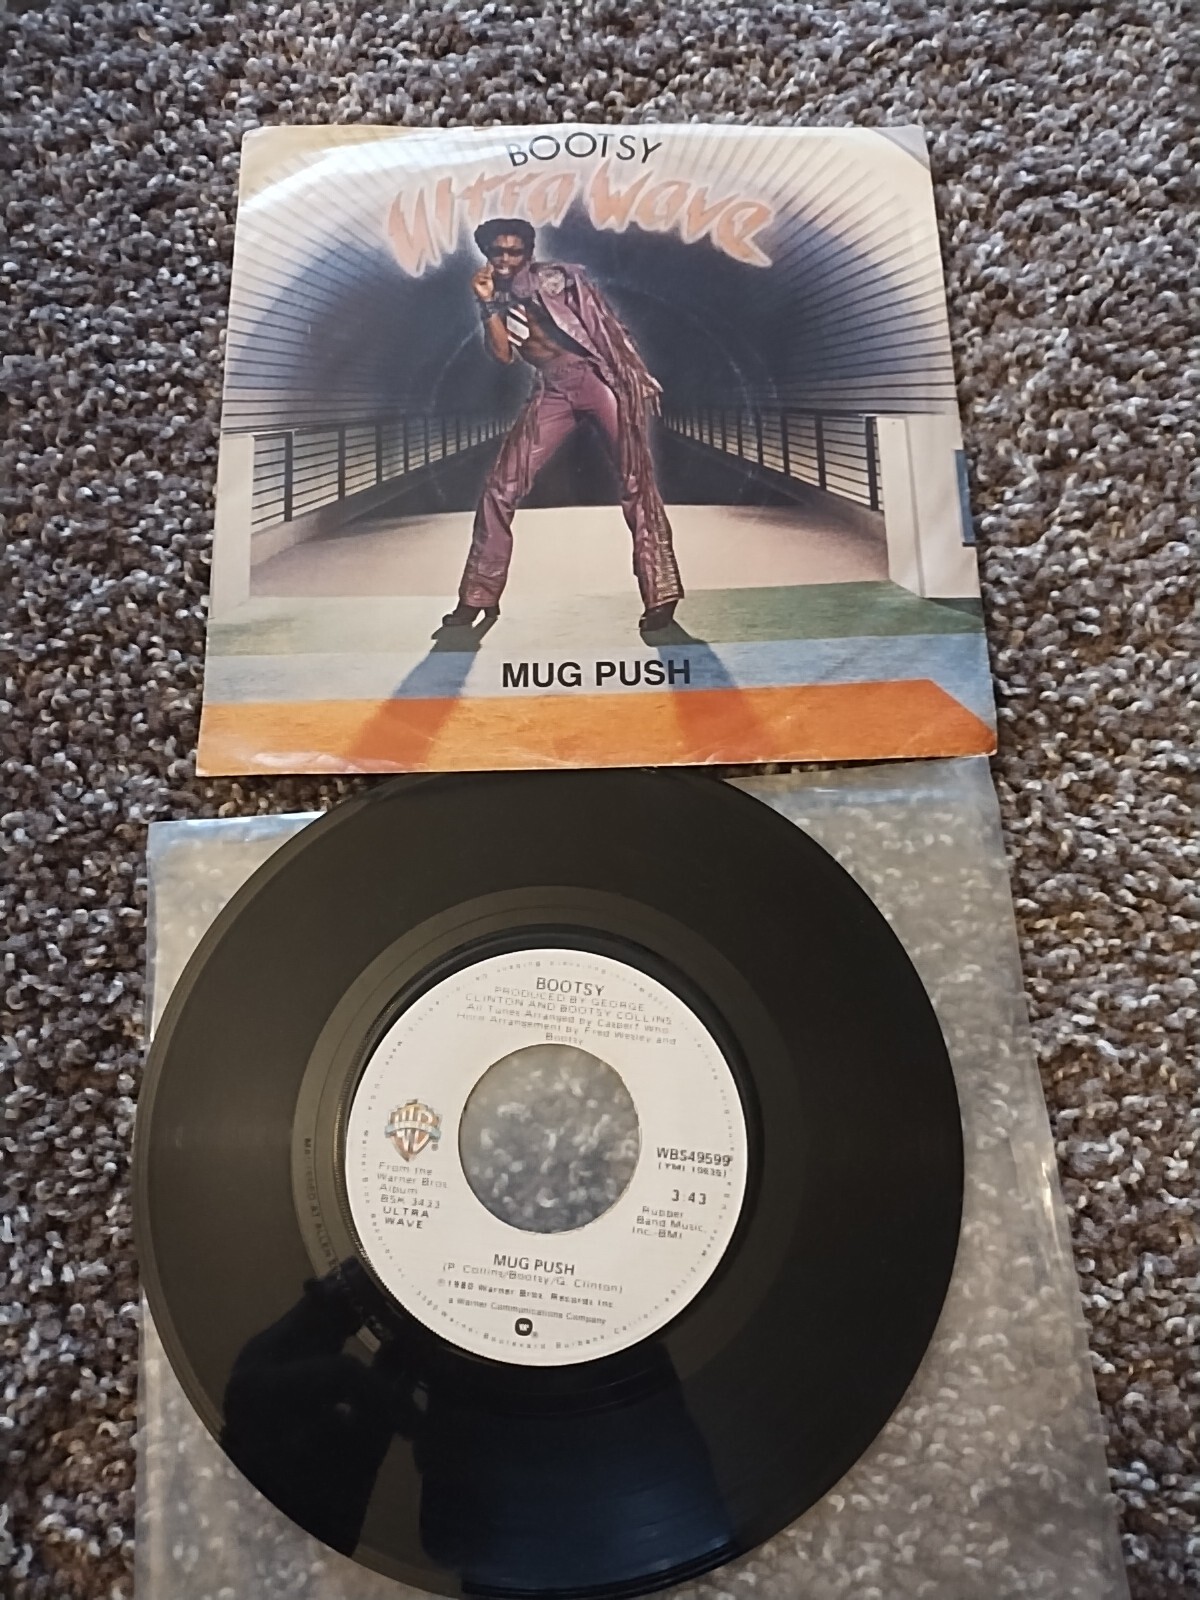 BOOTSY
Ultra Wave
MUG PUSH
BOOTSY
PRODUCED BY GEORGE
CLINTON AND BOOTSY COLLINS
All Tunes Arranged by Casper? Who
Horn Arrangement by Fred Wesley and
Bootsy
WB
From the
Warner Bros.
Album
BSK 3433
ULTRA
WAVE
WBS49599
3:43
Rubber
Band Music,
Inc.-BMI
MUG PUSH
(P. Collins/Bootsy/G. Clinton)
℗ 1980 Warner Bros. Records Inc.
a Warner Communications Company